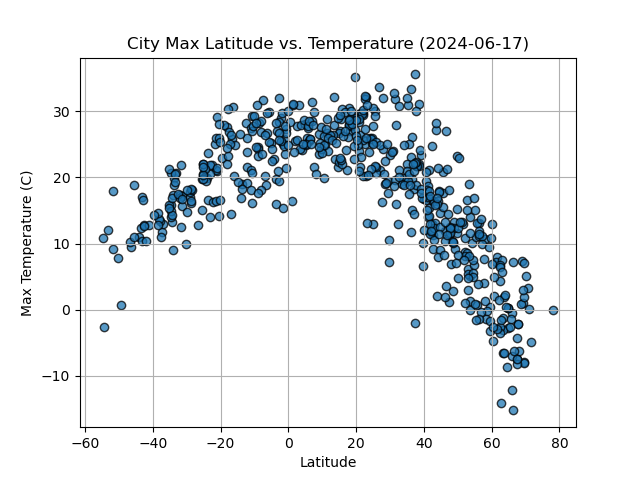 City Max Latitude vs. Temperature (2024-06-17)
Max Temperature (C)
30
20
10
0
−10
−60 −40 −20 0 20 40 60 80
Latitude